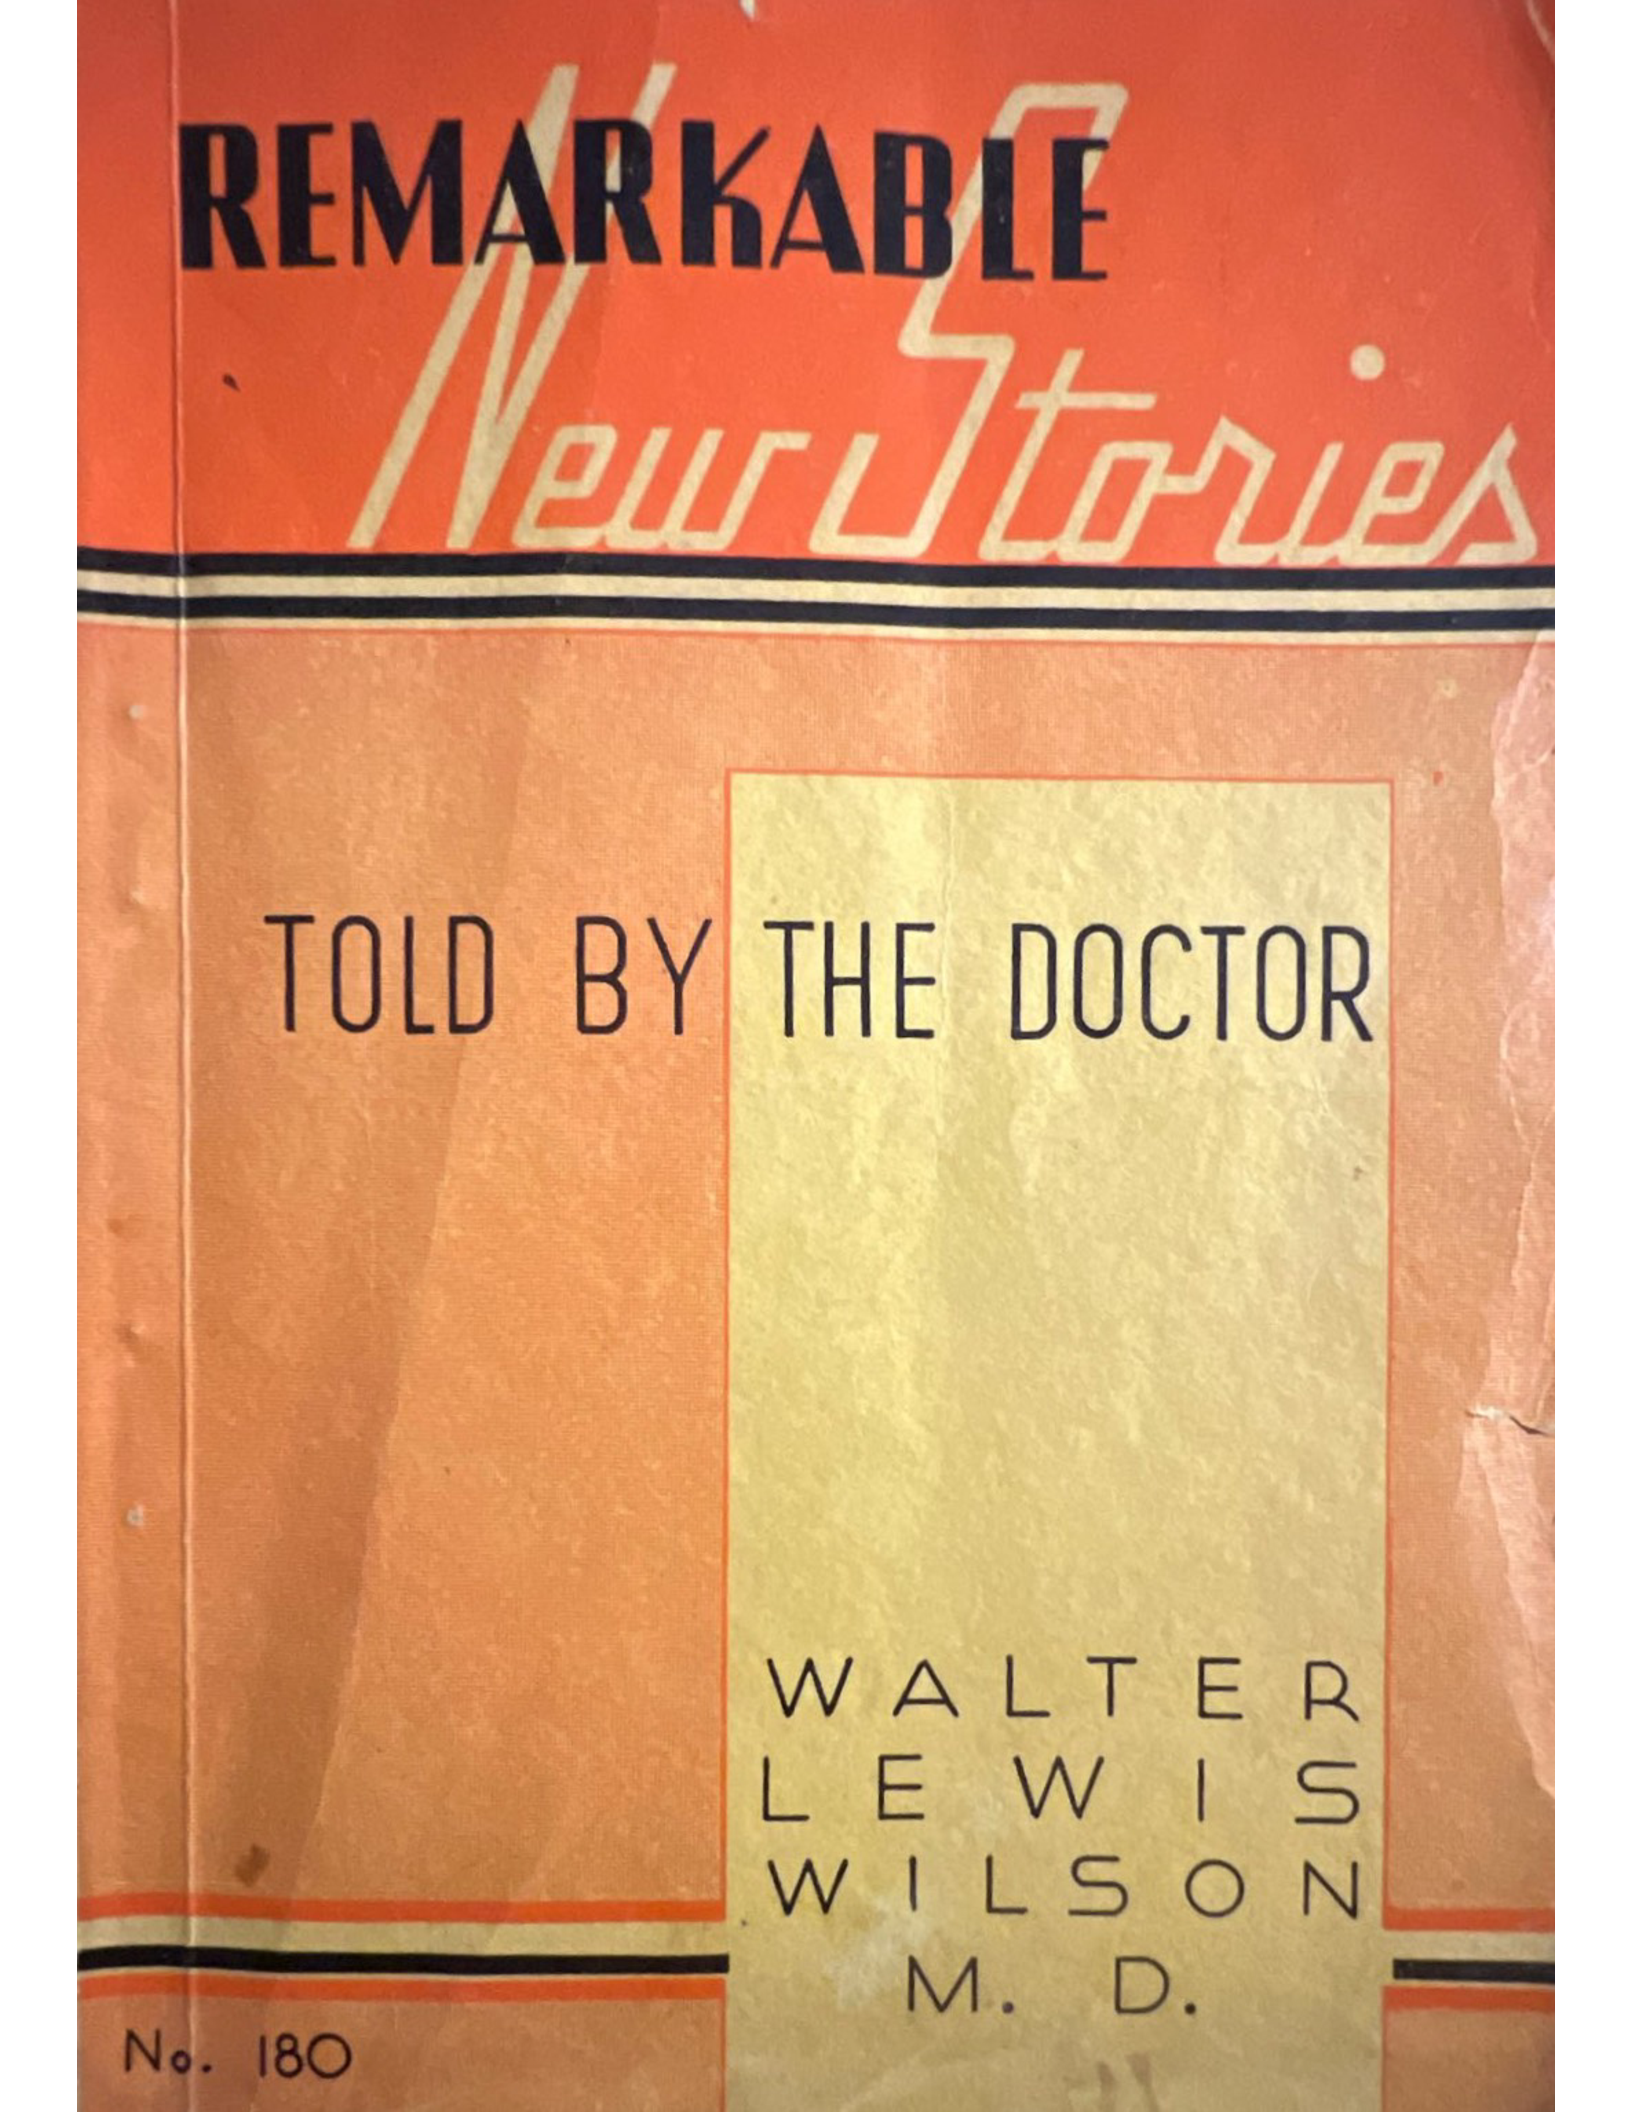 REMARKABLE
New Stories
TOLD BY THE DOCTOR
WALTER
LEWIS
WILSON
M. D.
No. 180